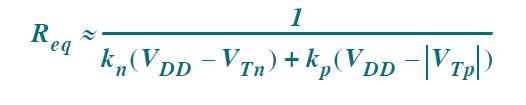 R_eq ≈ 1 / (k_n(V_DD − V_Tn) + k_p(V_DD − |V_Tp|))